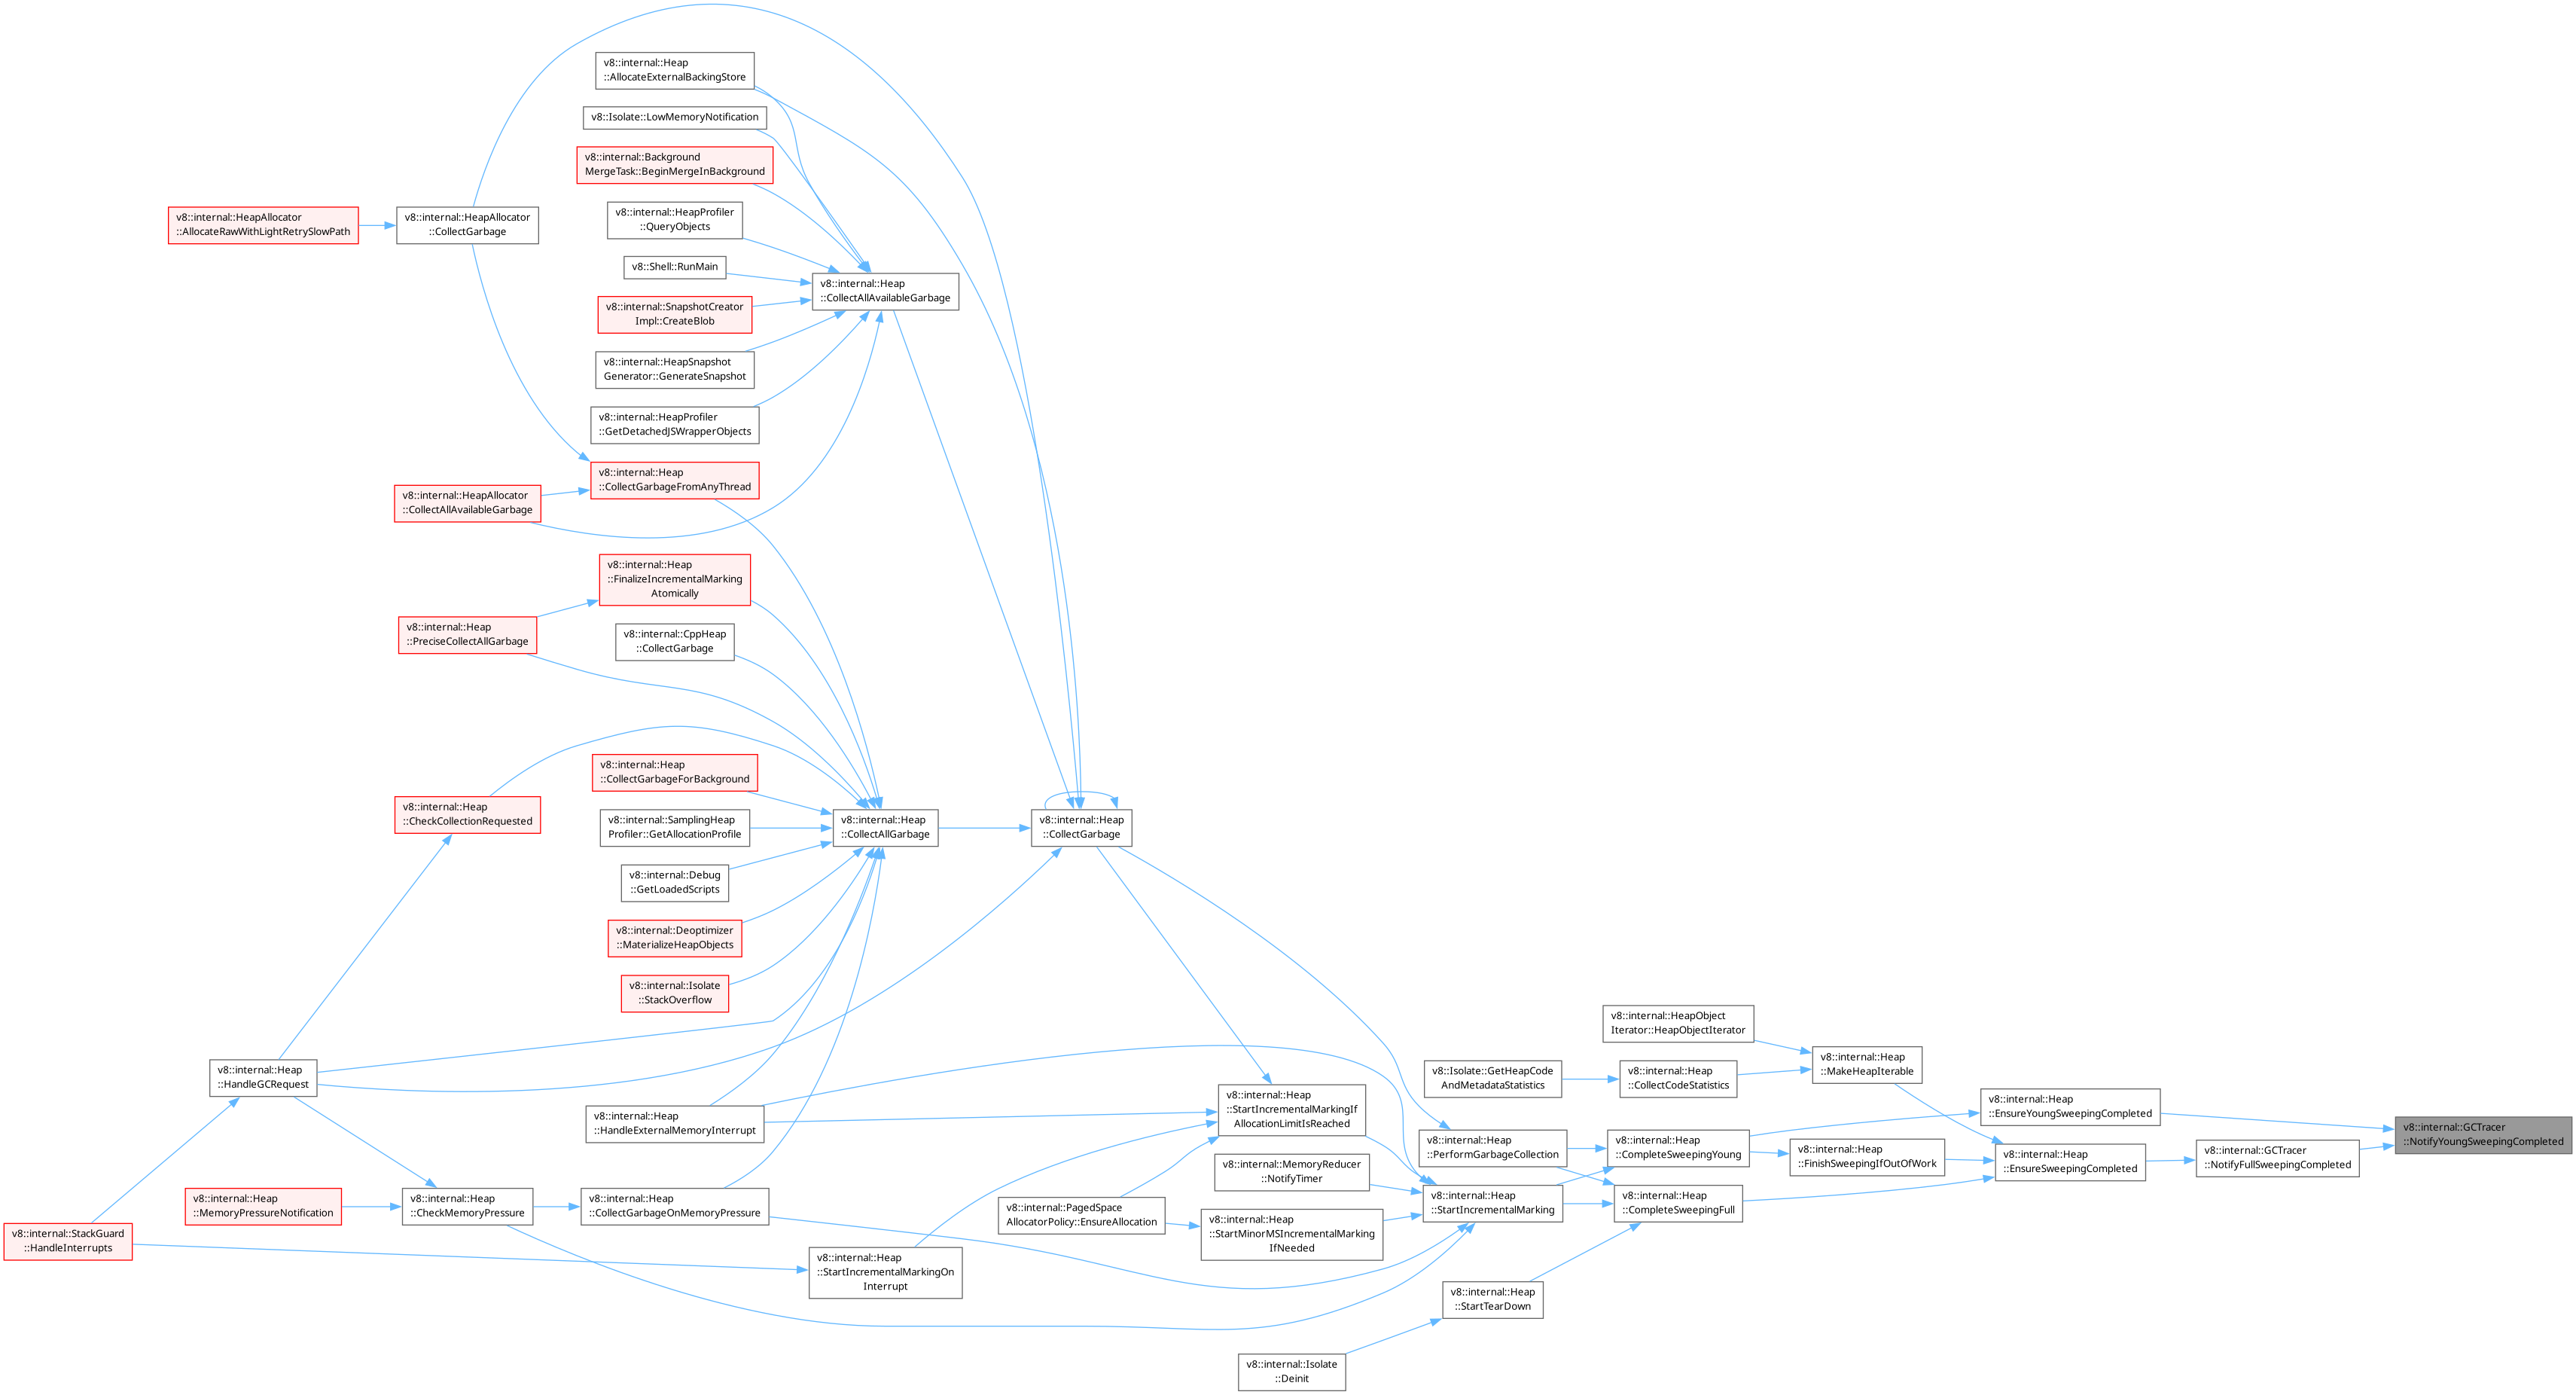 v8::internal::Heap
::AllocateExternalBackingStore
v8::Isolate::LowMemoryNotification
v8::internal::Background
MergeTask::BeginMergeInBackground
v8::internal::HeapProfiler
::QueryObjects
v8::internal::HeapAllocator
::AllocateRawWithLightRetrySlowPath
v8::internal::HeapAllocator
::CollectGarbage
v8::Shell::RunMain
v8::internal::Heap
::CollectAllAvailableGarbage
v8::internal::SnapshotCreator
Impl::CreateBlob
v8::internal::HeapSnapshot
Generator::GenerateSnapshot
v8::internal::HeapProfiler
::GetDetachedJSWrapperObjects
v8::internal::Heap
::CollectGarbageFromAnyThread
v8::internal::HeapAllocator
::CollectAllAvailableGarbage
v8::internal::Heap
::FinalizeIncrementalMarking
Atomically
v8::internal::Heap
::PreciseCollectAllGarbage
v8::internal::CppHeap
::CollectGarbage
v8::internal::Heap
::CollectGarbageForBackground
v8::internal::Heap
::CheckCollectionRequested
v8::internal::SamplingHeap
Profiler::GetAllocationProfile
v8::internal::Heap
::CollectAllGarbage
v8::internal::Heap
::CollectGarbage
v8::internal::Debug
::GetLoadedScripts
v8::internal::Deoptimizer
::MaterializeHeapObjects
v8::internal::Isolate
::StackOverflow
v8::internal::HeapObject
Iterator::HeapObjectIterator
v8::internal::Heap
::HandleGCRequest
v8::Isolate::GetHeapCode
AndMetadataStatistics
v8::internal::Heap
::CollectCodeStatistics
v8::internal::Heap
::MakeHeapIterable
v8::internal::Heap
::HandleExternalMemoryInterrupt
v8::internal::Heap
::StartIncrementalMarkingIf
AllocationLimitIsReached
v8::internal::Heap
::EnsureYoungSweepingCompleted
v8::internal::GCTracer
::NotifyYoungSweepingCompleted
v8::internal::Heap
::PerformGarbageCollection
v8::internal::Heap
::CompleteSweepingYoung
v8::internal::Heap
::FinishSweepingIfOutOfWork
v8::internal::Heap
::EnsureSweepingCompleted
v8::internal::GCTracer
::NotifyFullSweepingCompleted
v8::internal::MemoryReducer
::NotifyTimer
v8::internal::Heap
::MemoryPressureNotification
v8::internal::Heap
::CheckMemoryPressure
v8::internal::Heap
::CollectGarbageOnMemoryPressure
v8::internal::PagedSpace
AllocatorPolicy::EnsureAllocation
v8::internal::Heap
::StartMinorMSIncrementalMarking
IfNeeded
v8::internal::Heap
::StartIncrementalMarking
v8::internal::Heap
::CompleteSweepingFull
v8::internal::StackGuard
::HandleInterrupts
v8::internal::Heap
::StartIncrementalMarkingOn
Interrupt
v8::internal::Heap
::StartTearDown
v8::internal::Isolate
::Deinit